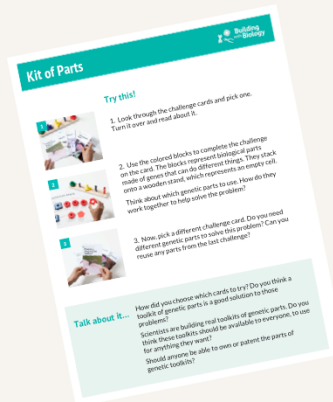 Building
with
Biology
Kit of Parts
Try this!
1
1. Look through the challenge cards and pick one.
Turn it over and read about it.
2
2. Use the colored blocks to complete the challenge
on the card. The blocks represent biological parts
made of genes that can do different things. They stack
onto a wooden stand, which represents an empty cell.
Think about which genetic parts to use. How do they
work together to help solve the problem?
3
3. Now, pick a different challenge card. Do you need
different genetic parts to solve this problem? Can you
reuse any parts from the last challenge?
Talk about it...
How did you choose which cards to try? Do you think a
toolkit of genetic parts is a good solution to those
problems?
Scientists are building real toolkits of genetic parts. Do you
think these toolkits should be available to everyone, to use
for anything they want?
Should anyone be able to own or patent the parts of
genetic toolkits?